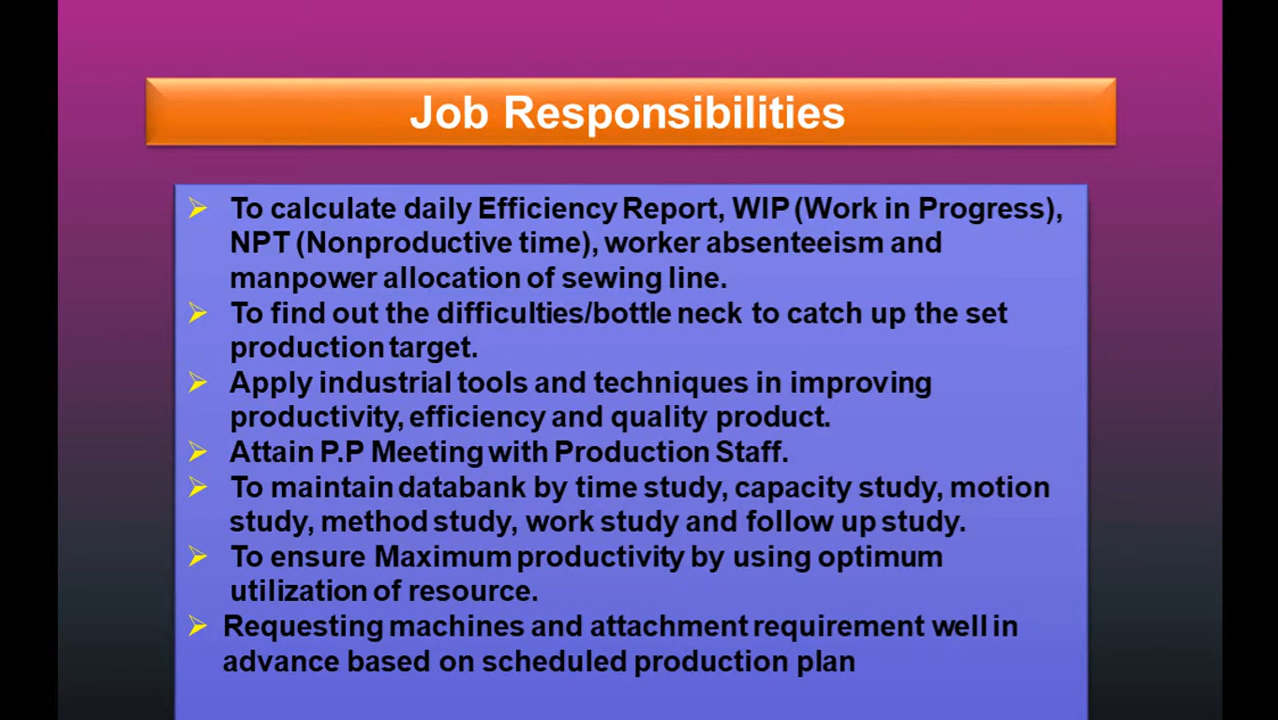 Job Responsibilities
To calculate daily Efficiency Report, WIP (Work in Progress),
NPT (Nonproductive time), worker absenteeism and
manpower allocation of sewing line.
To find out the difficulties/bottle neck to catch up the set
production target.
Apply industrial tools and techniques in improving
productivity, efficiency and quality product.
Attain P.P Meeting with Production Staff.
To maintain databank by time study, capacity study, motion
study, method study, work study and follow up study.
To ensure Maximum productivity by using optimum
utilization of resource.
Requesting machines and attachment requirement well in
advance based on scheduled production plan